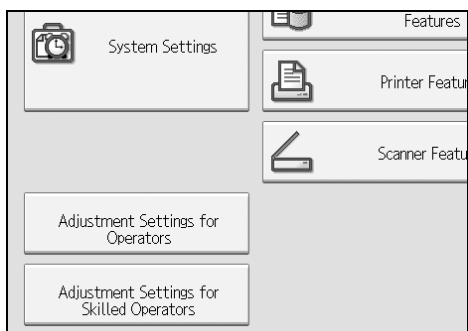 System Settings
Features
Printer Featur
Scanner Featu
Adjustment Settings for
Operators
Adjustment Settings for
Skilled Operators